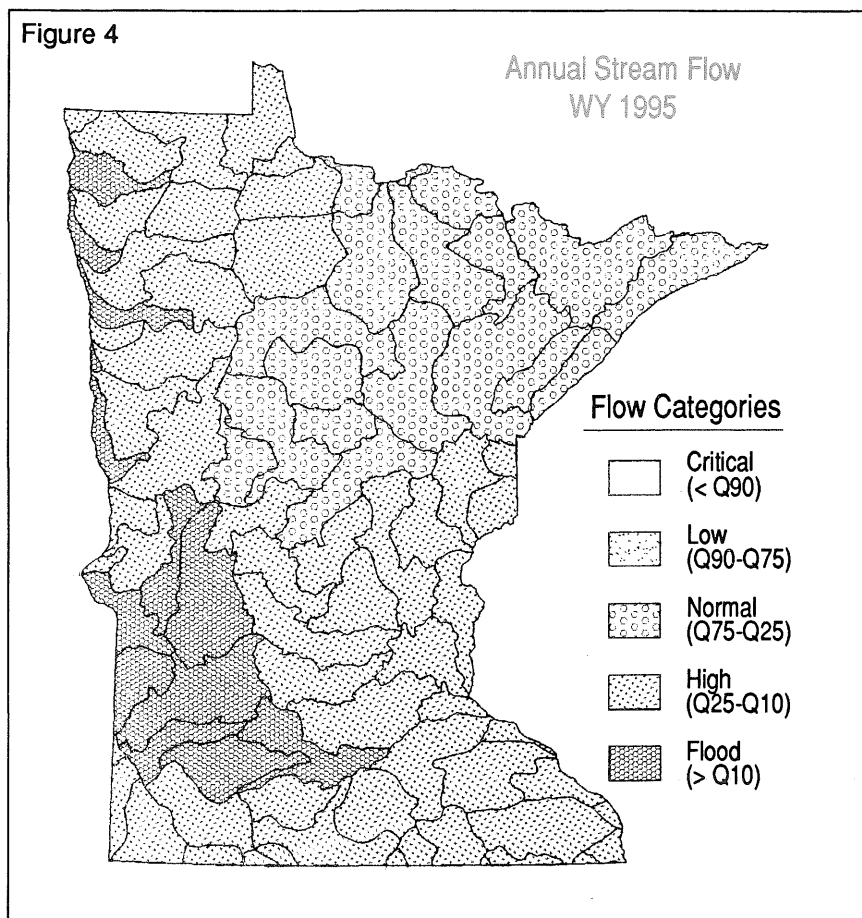 Figure 4
Annual Stream Flow
WY 1995
Flow Categories
Critical
(< Q90)
Low
(Q90-Q75)
Normal
(Q75-Q25)
High
(Q25-Q10)
Flood
(> Q10)